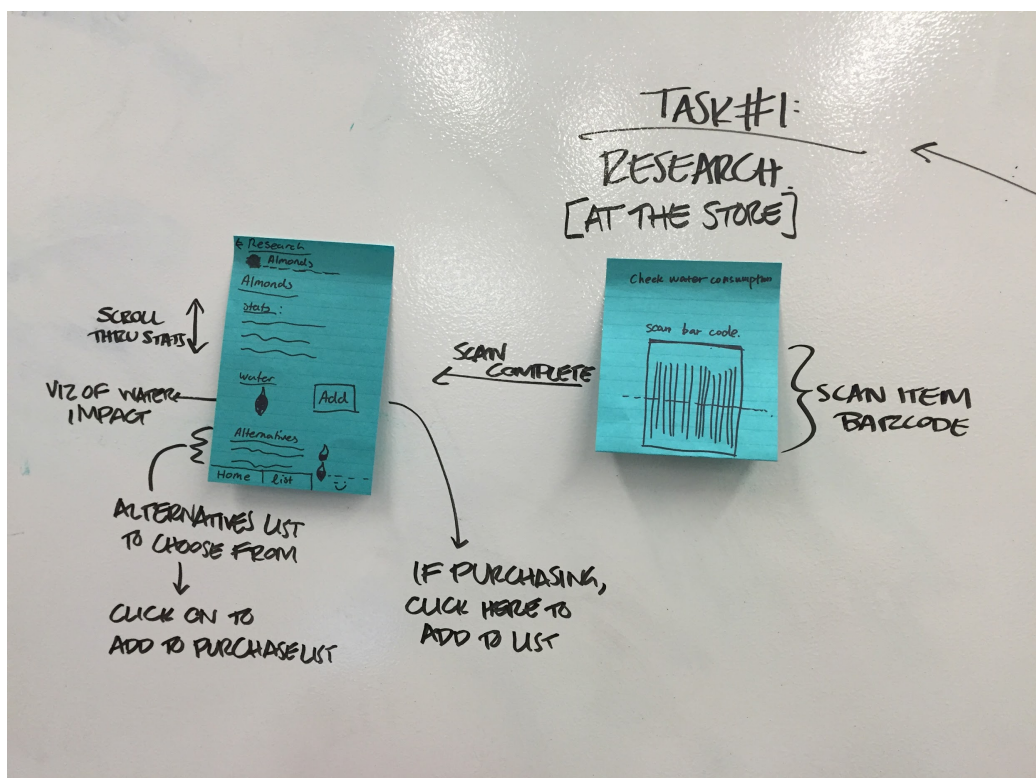 TASK #1:
RESEARCH
[AT THE STORE]
Check water consumption
scan bar code.
SCAN ITEM
BARCODE
SCAN
COMPLETE
← Research
Almonds
Almonds
Stats:
water
Add
Alternatives
Home
list
SCROLL
THRU STATS
VIZ OF WATER
IMPACT
ALTERNATIVES LIST
TO CHOOSE FROM
CLICK ON TO
ADD TO PURCHASE LIST
IF PURCHASING,
CLICK HERE TO
ADD TO LIST